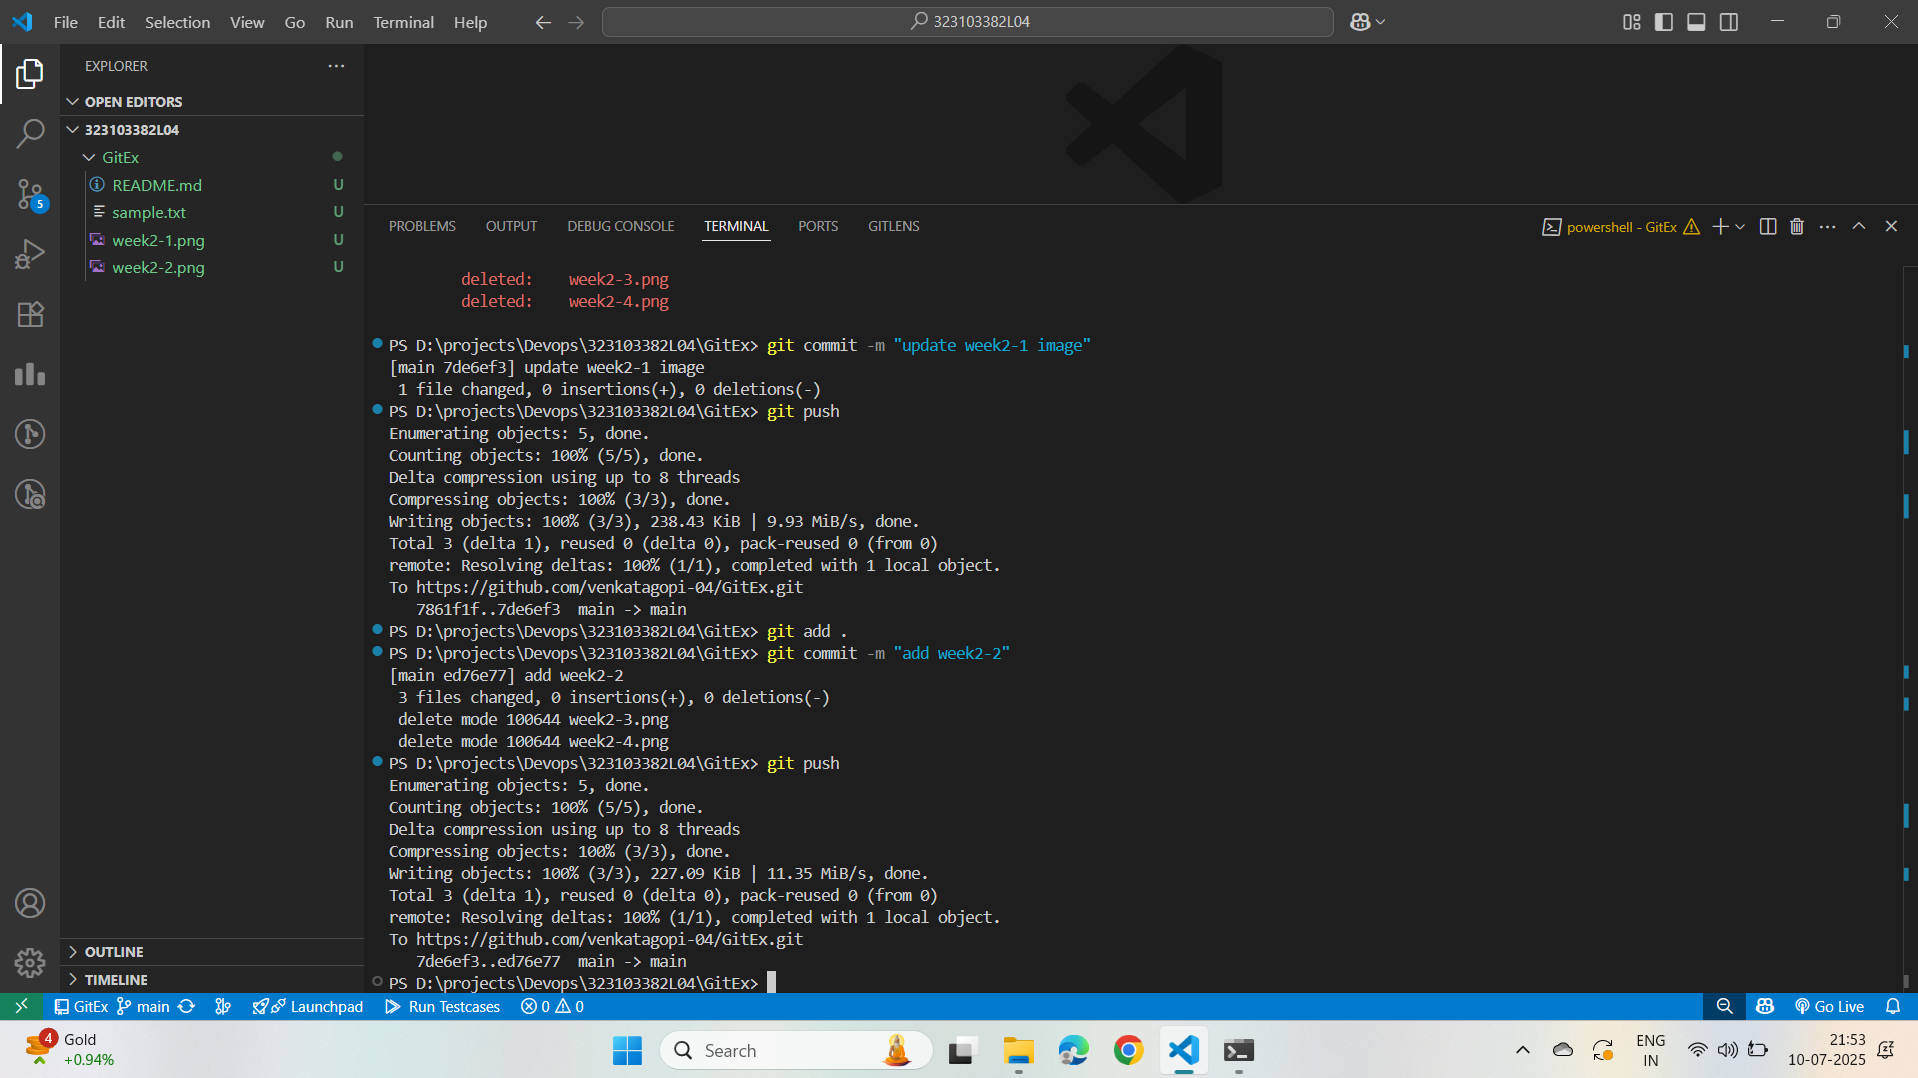 File Edit Selection View Go Run Terminal Help
323103382L04
EXPLORER
OPEN EDITORS
323103382L04
GitEx
README.md U
sample.txt U
week2-1.png U
week2-2.png U
5
OUTLINE
TIMELINE
PROBLEMS OUTPUT DEBUG CONSOLE TERMINAL PORTS GITLENS
powershell - GitEx
deleted: week2-3.png
deleted: week2-4.png
PS D:\projects\Devops\323103382L04\GitEx> git commit -m "update week2-1 image"
[main 7de6ef3] update week2-1 image
1 file changed, 0 insertions(+), 0 deletions(-)
PS D:\projects\Devops\323103382L04\GitEx> git push
Enumerating objects: 5, done.
Counting objects: 100% (5/5), done.
Delta compression using up to 8 threads
Compressing objects: 100% (3/3), done.
Writing objects: 100% (3/3), 238.43 KiB | 9.93 MiB/s, done.
Total 3 (delta 1), reused 0 (delta 0), pack-reused 0 (from 0)
remote: Resolving deltas: 100% (1/1), completed with 1 local object.
To https://github.com/venkatagopi-04/GitEx.git
7861f1f..7de6ef3 main -> main
PS D:\projects\Devops\323103382L04\GitEx> git add .
PS D:\projects\Devops\323103382L04\GitEx> git commit -m "add week2-2"
[main ed76e77] add week2-2
3 files changed, 0 insertions(+), 0 deletions(-)
delete mode 100644 week2-3.png
delete mode 100644 week2-4.png
PS D:\projects\Devops\323103382L04\GitEx> git push
Enumerating objects: 5, done.
Counting objects: 100% (5/5), done.
Delta compression using up to 8 threads
Compressing objects: 100% (3/3), done.
Writing objects: 100% (3/3), 227.09 KiB | 11.35 MiB/s, done.
Total 3 (delta 1), reused 0 (delta 0), pack-reused 0 (from 0)
remote: Resolving deltas: 100% (1/1), completed with 1 local object.
To https://github.com/venkatagopi-04/GitEx.git
7de6ef3..ed76e77 main -> main
PS D:\projects\Devops\323103382L04\GitEx>
GitEx main Launchpad Run Testcases 0 0 Go Live
4
Gold
+0.94%
Search
ENG
IN
21:53
10-07-2025